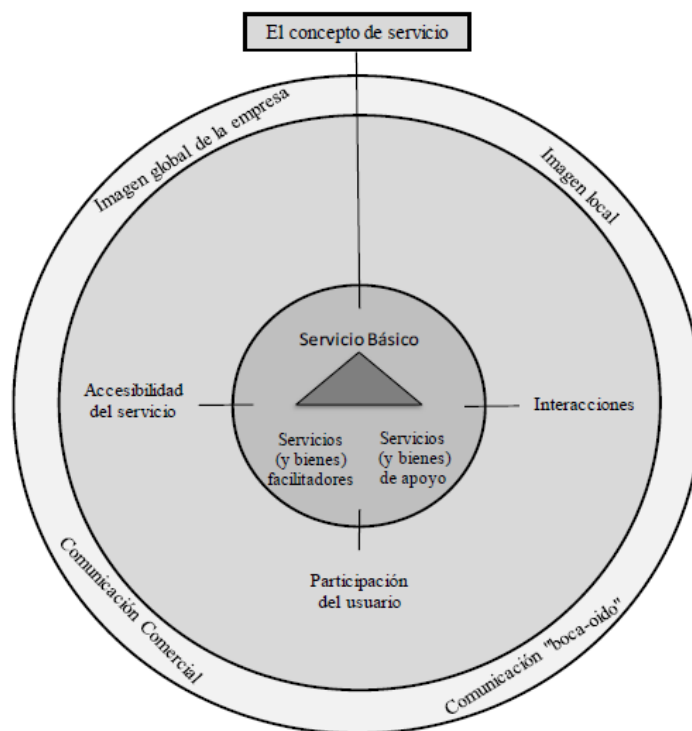 El concepto de servicio
Imagen global de la empresa
Imagen local
Servicio Básico
Accesibilidad
del servicio
Interacciones
Servicios
(y bienes)
facilitadores
Servicios
(y bienes)
de apoyo
Participación
del usuario
Comunicación Comercial
Comunicación "boca-oido"